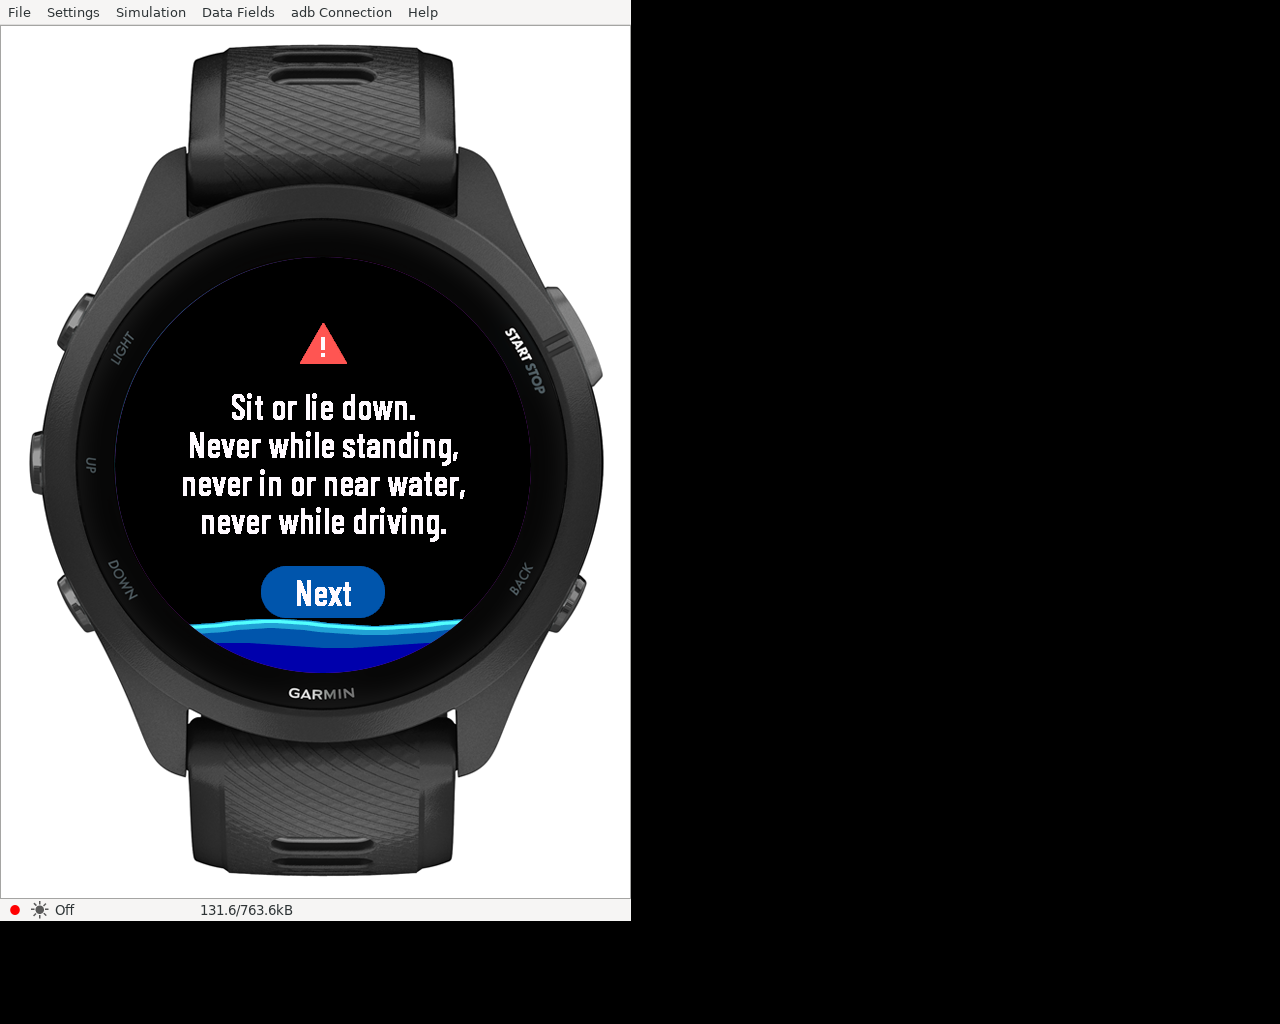 File Settings Simulation Data Fields adb Connection Help
LIGHT
START STOP
Sit or lie down.
Never while standing,
UP
never in or near water,
never while driving.
DOWN
BACK
Next
GARMIN
Off 131.6/763.6kB